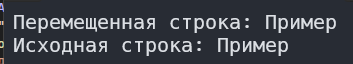 Перемещенная строка: Пример
Исходная строка: Пример